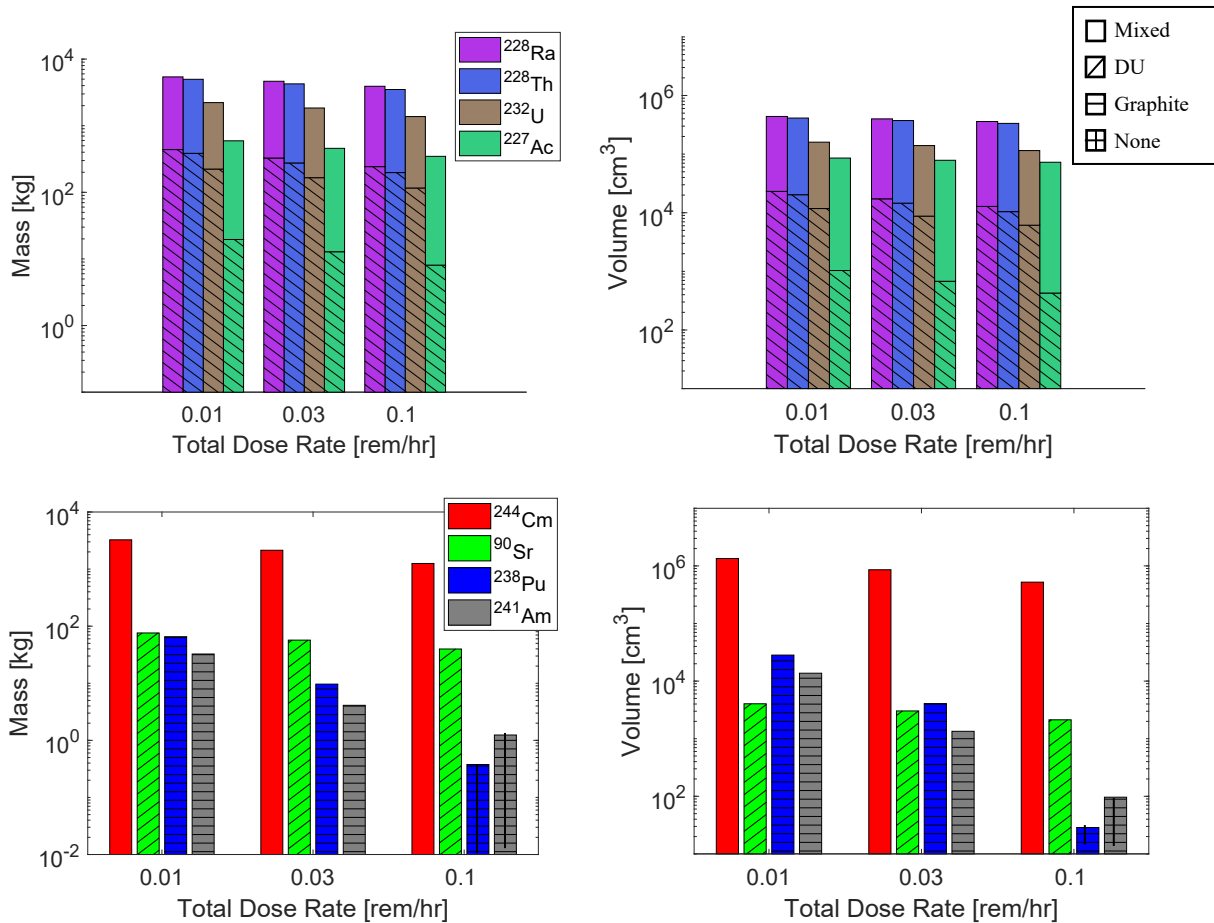 10^4
10^2
10^0
Mass [kg]
0.01 0.03 0.1
Total Dose Rate [rem/hr]
^228Ra
^228Th
^232U
^227Ac
10^6
10^4
10^2
Volume [cm^3]
0.01 0.03 0.1
Total Dose Rate [rem/hr]
Mixed
DU
Graphite
None
10^4
10^2
10^0
10^-2
Mass [kg]
0.01 0.03 0.1
Total Dose Rate [rem/hr]
^244Cm
^90Sr
^238Pu
^241Am
10^6
10^4
10^2
Volume [cm^3]
0.01 0.03 0.1
Total Dose Rate [rem/hr]